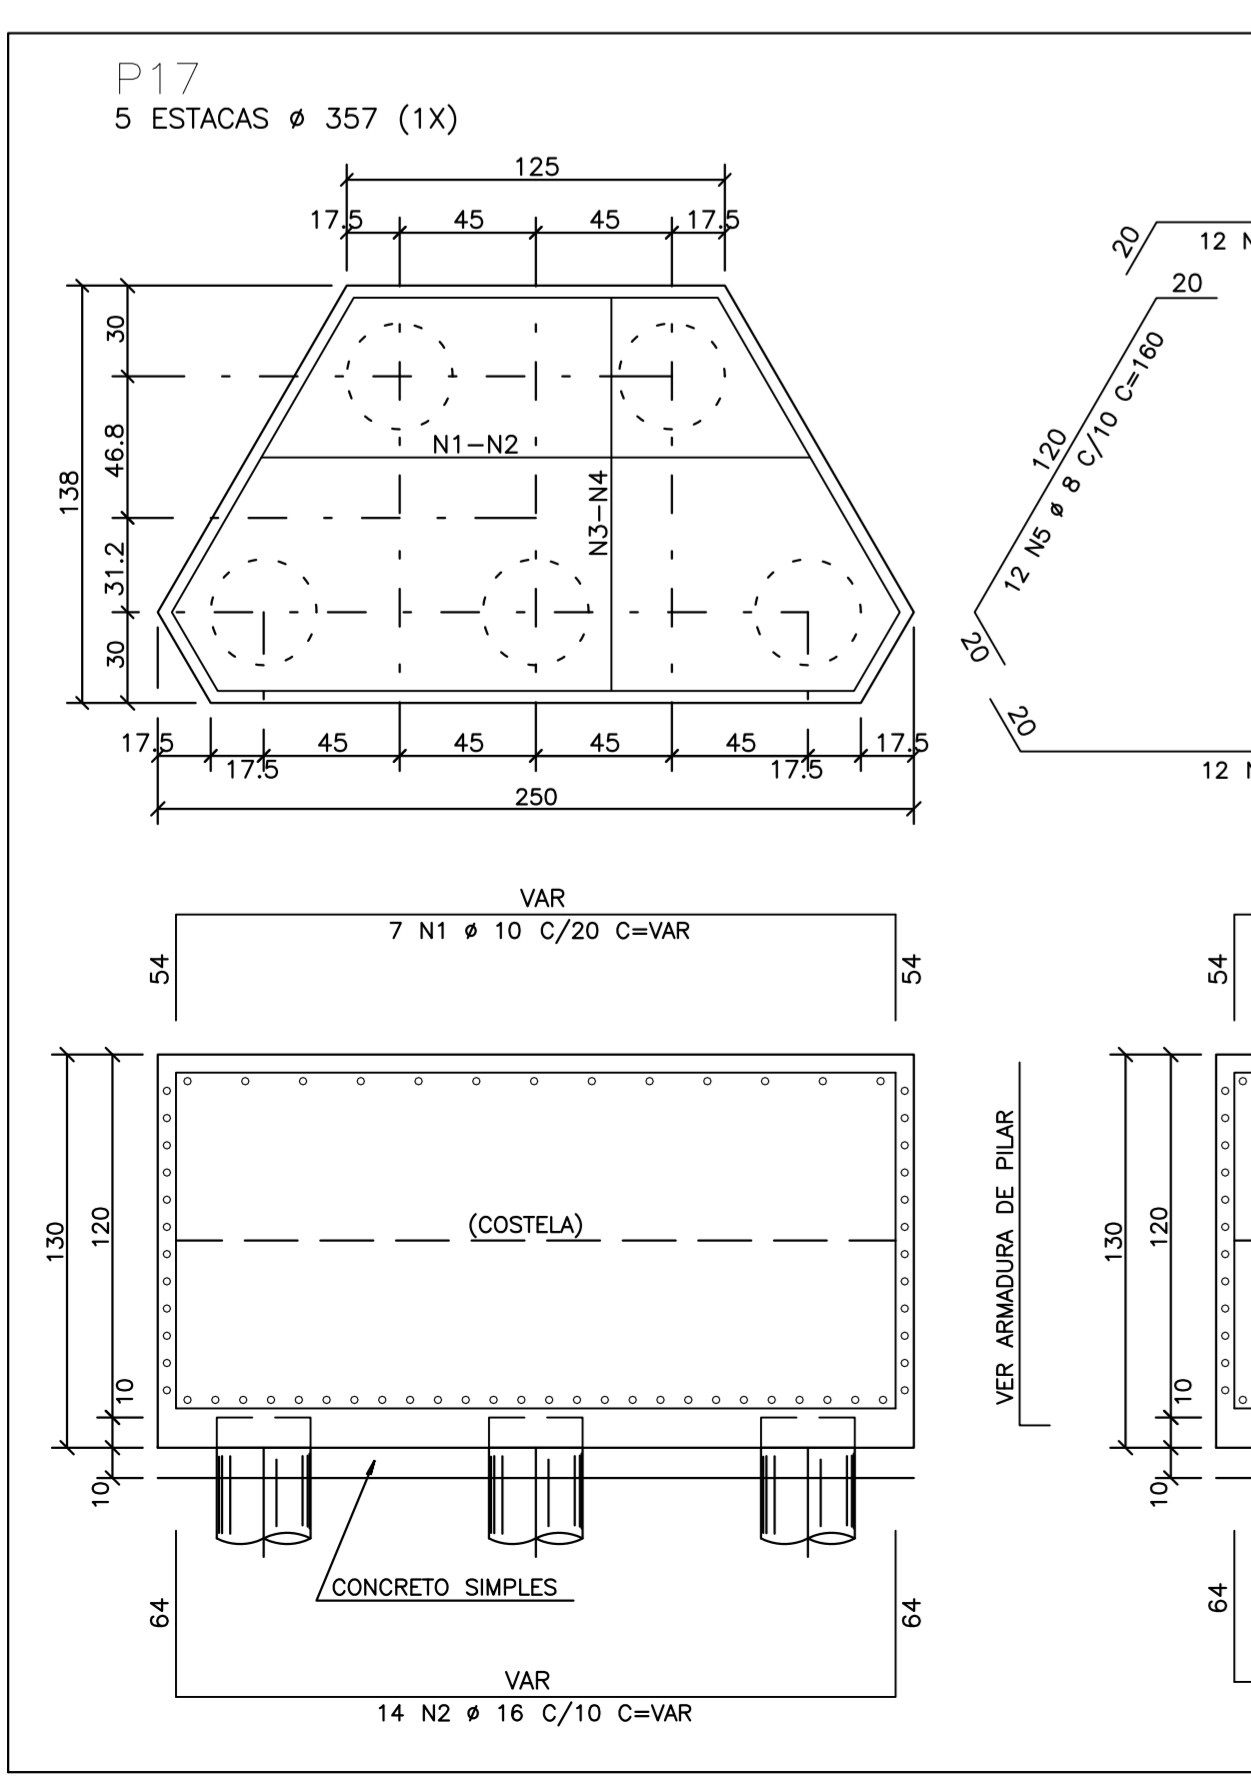 P17
5 ESTACAS ø 357 (1X)
125
17.5 45 45 17.5
30
46.8
31.2
30
138
N1-N2
N3-N4
17.5 45 45 45 45 17.5
17.5 17.5
250
20
12
20
120
12 N5 ø 8 C/10 C=160
20
20
12
VAR
7 N1 ø 10 C/20 C=VAR
54
54
54
130
120
10
10
(COSTELA)
VER ARMADURA DE PILAR
130
120
10
10
CONCRETO SIMPLES
64
64
64
VAR
14 N2 ø 16 C/10 C=VAR